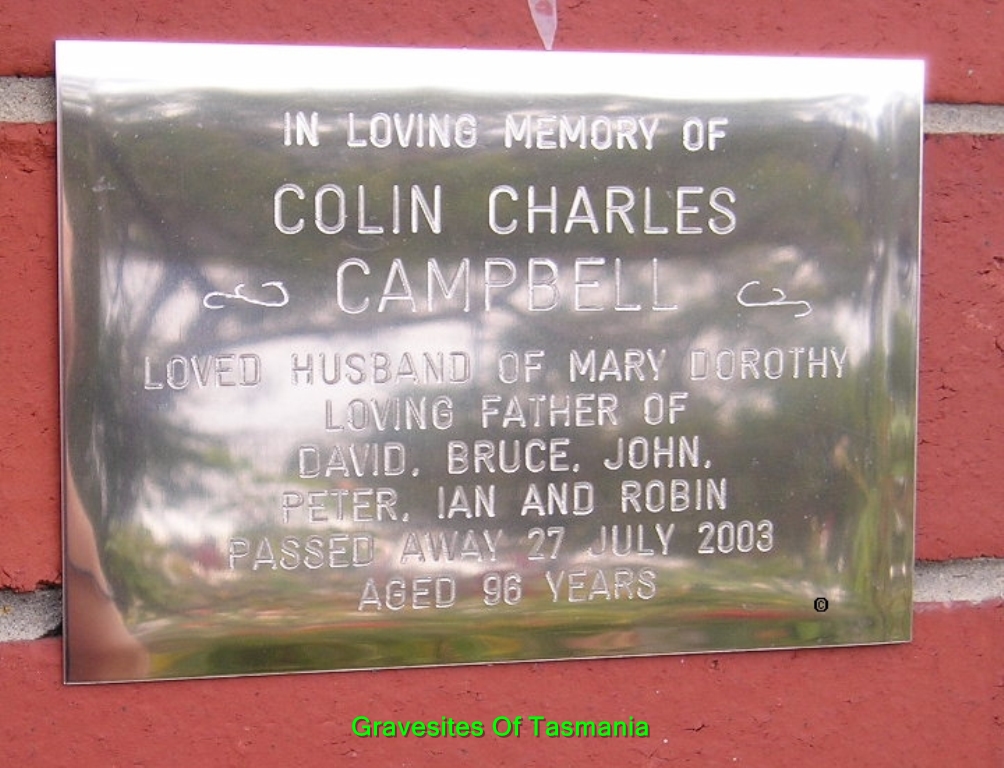 IN LOVING MEMORY OF
COLIN CHARLES
CAMPBELL
LOVED HUSBAND OF MARY DOROTHY
LOVING FATHER OF
DAVID. BRUCE. JOHN.
PETER. IAN AND ROBIN
PASSED AWAY 27 JULY 2003
AGED 96 YEARS
©
Gravesites Of Tasmania